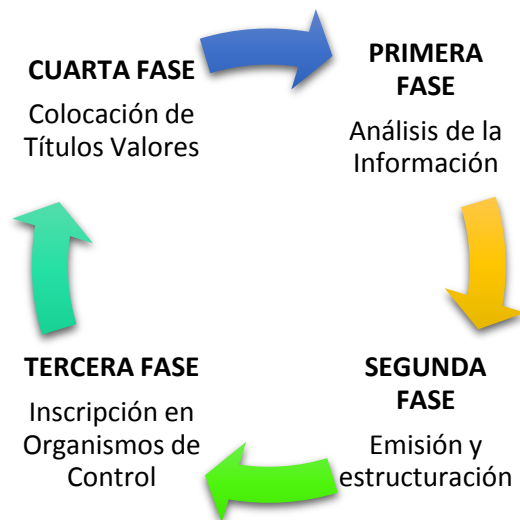 PRIMERA
FASE
Análisis de la
Información
SEGUNDA
FASE
Emisión y
estructuración
TERCERA FASE
Inscripción en
Organismos de
Control
CUARTA FASE
Colocación de
Títulos Valores